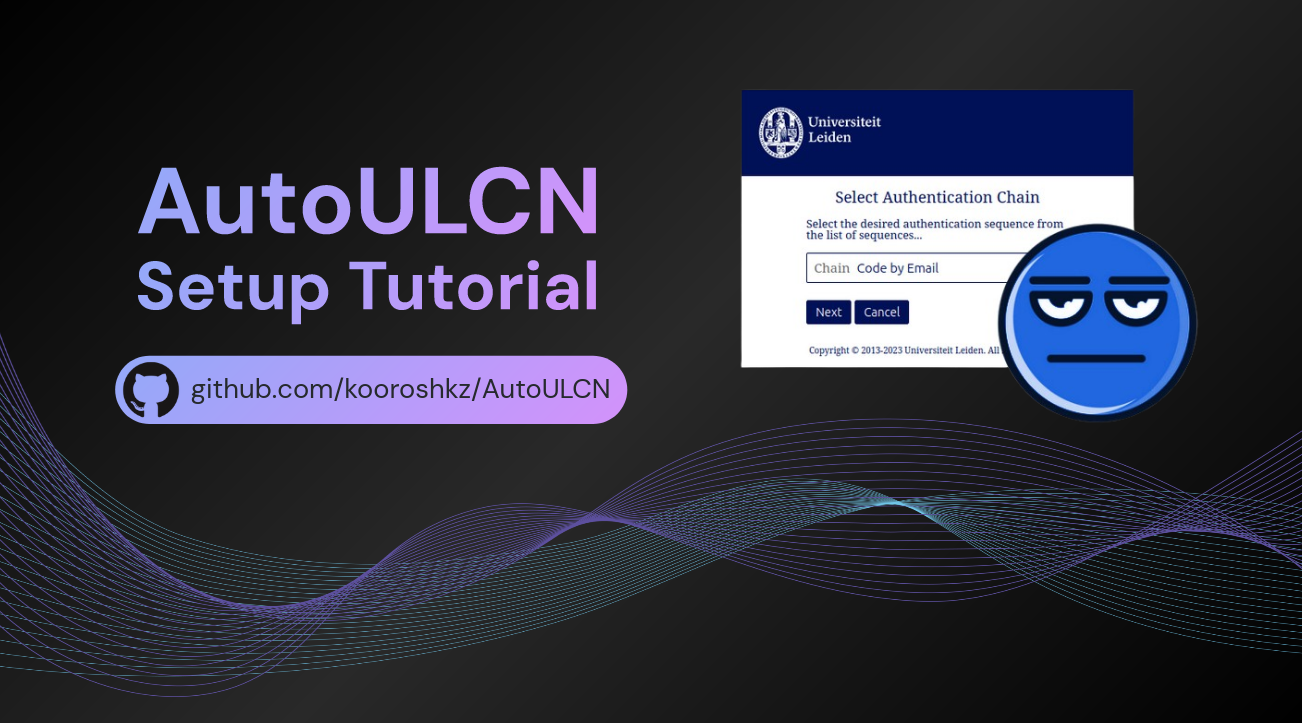 AutoULCN
Setup Tutorial
github.com/kooroshkz/AutoULCN
Universiteit
Leiden
Select Authentication Chain
Select the desired authentication sequence from
the list of sequences...
Chain Code by Email
Next Cancel
Copyright © 2013-2023 Universiteit Leiden. All